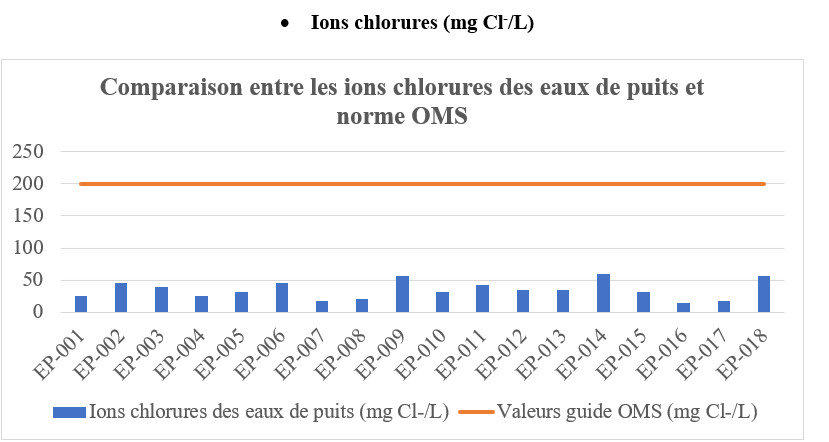 • Ions chlorures (mg Cl-/L)
Comparaison entre les ions chlorures des eaux de puits et
norme OMS
250
200
150
100
50
0
EP-001
EP-002
EP-003
EP-004
EP-005
EP-006
EP-007
EP-008
EP-009
EP-010
EP-011
EP-012
EP-013
EP-014
EP-015
EP-016
EP-017
EP-018
Ions chlorures des eaux de puits (mg Cl-/L)
Valeurs guide OMS (mg Cl-/L)